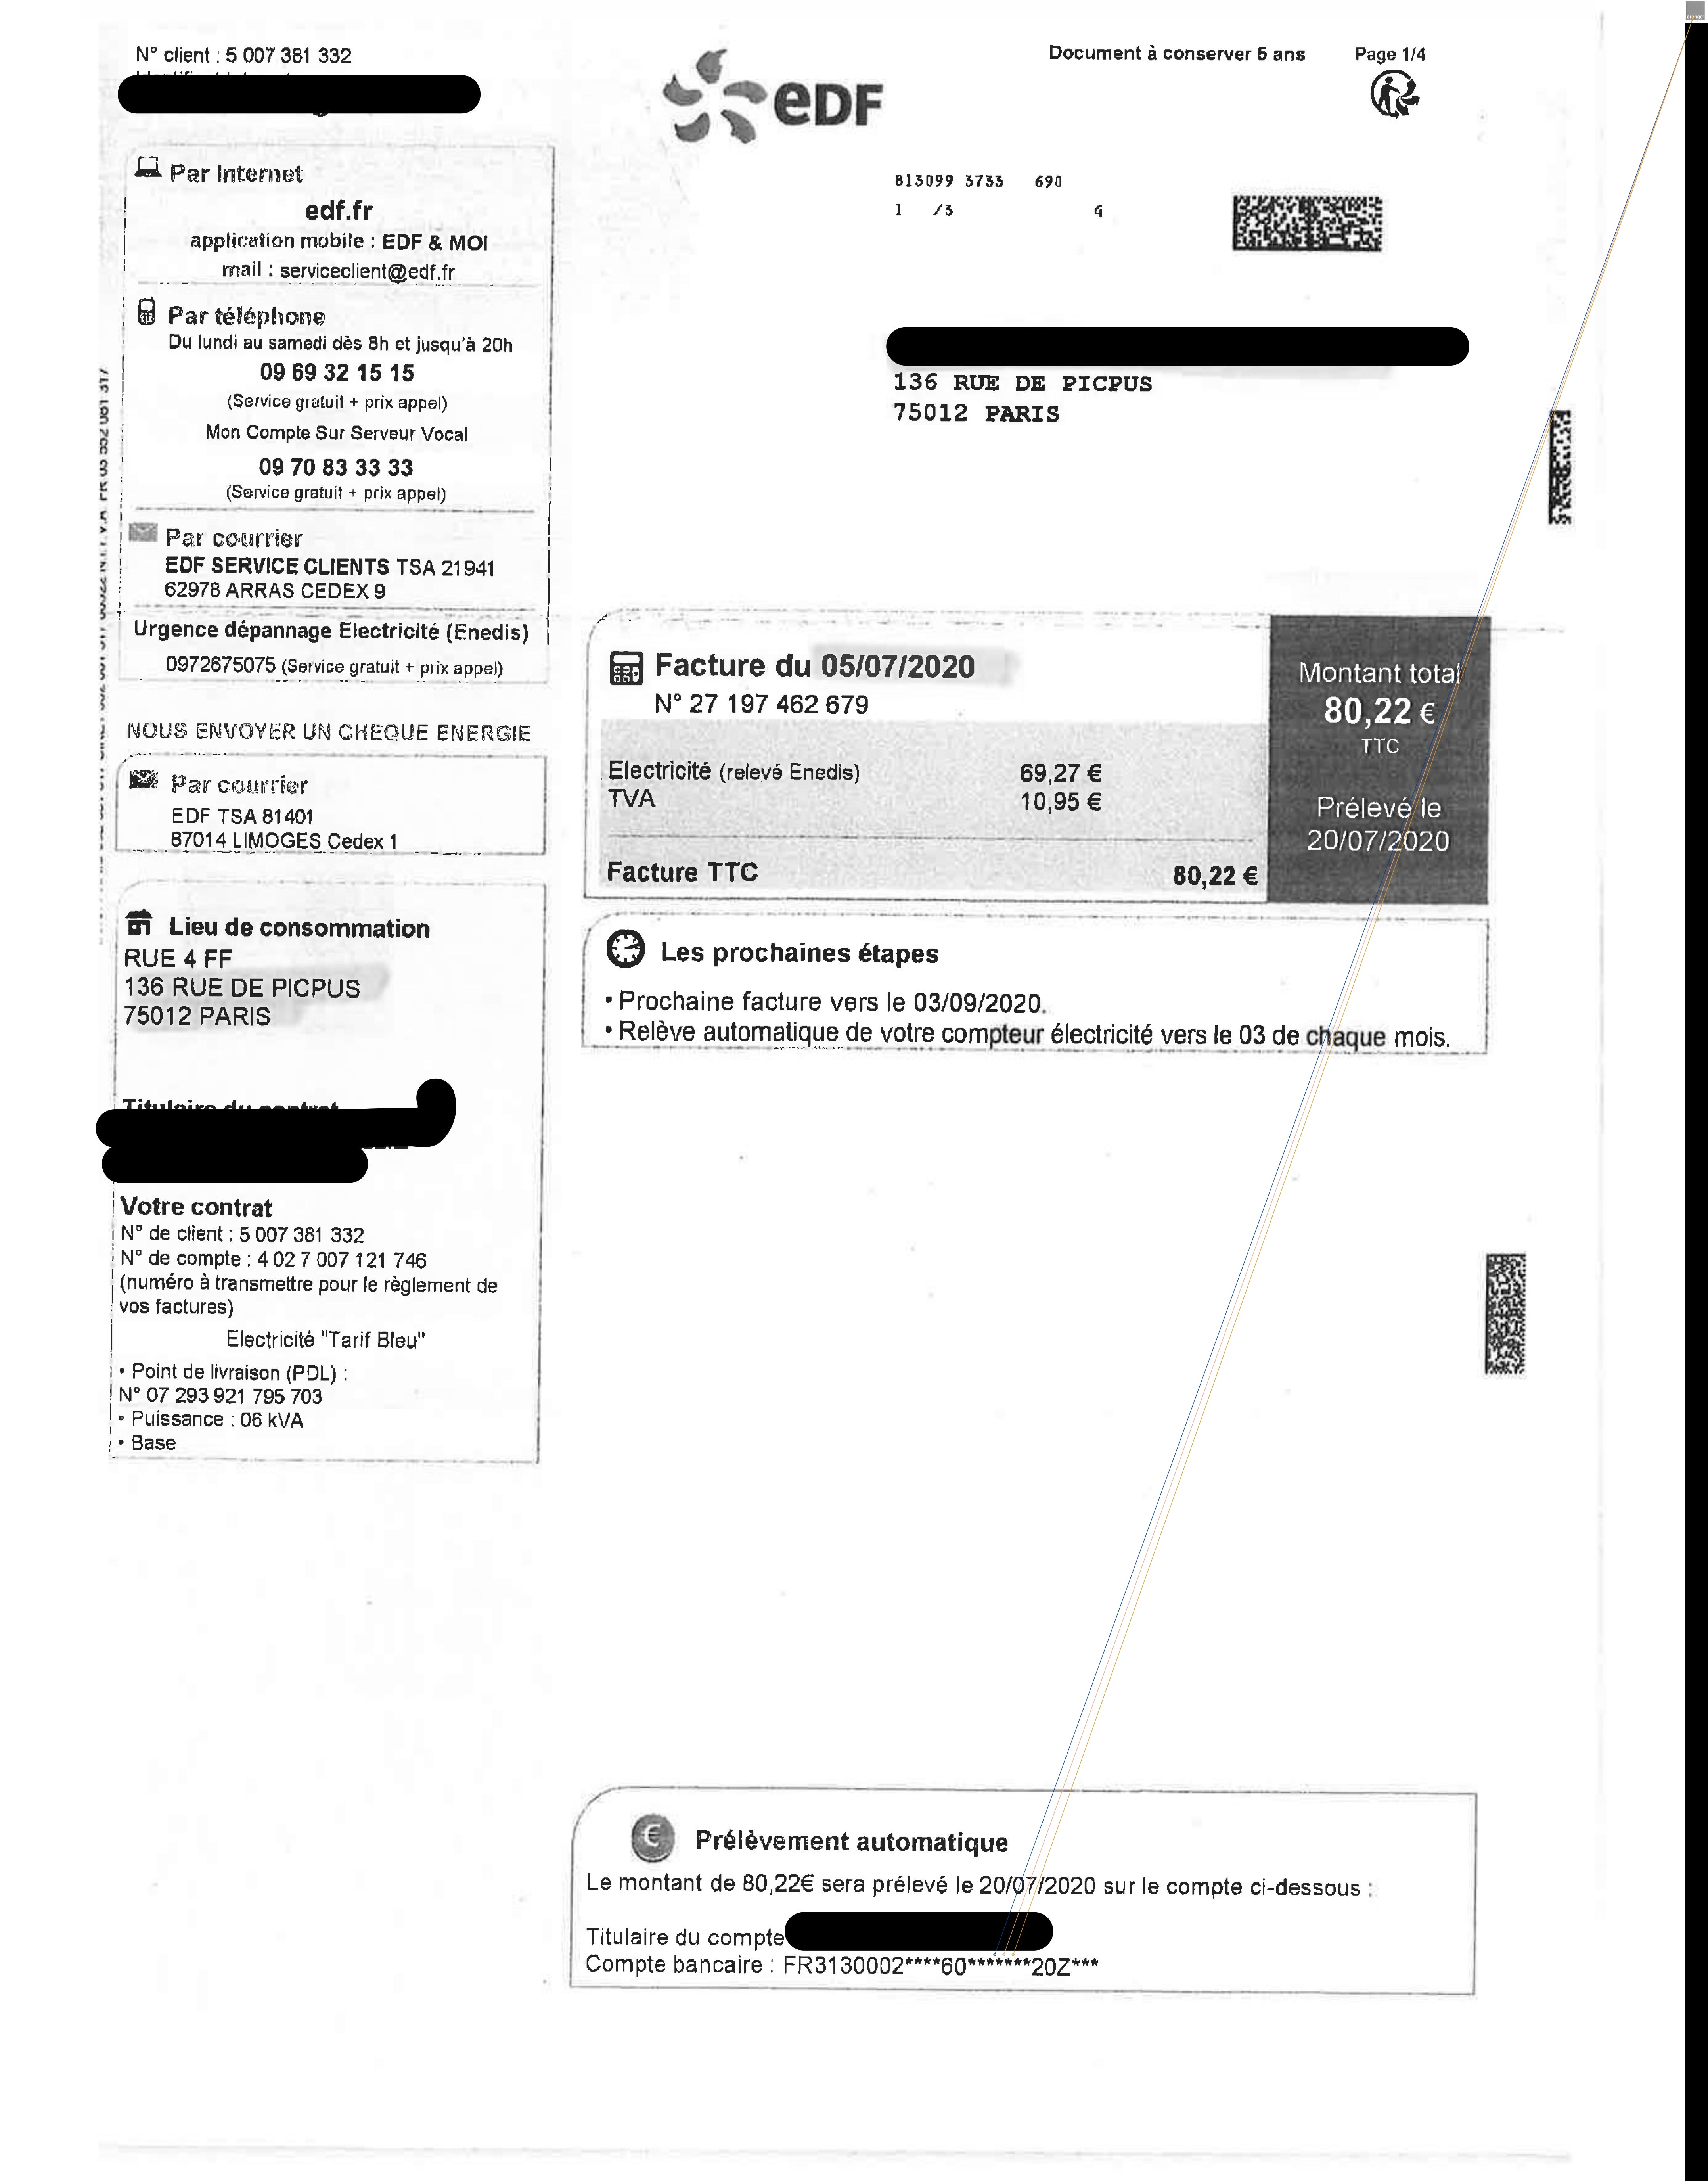 N° client : 5 007 381 332
Par Internet
edf.fr
application mobile : EDF & MOI
mail : serviceclient@edf.fr
Par téléphone
Du lundi au samedi dès 8h et jusqu'à 20h
09 69 32 15 15
(Service gratuit + prix appel)
Mon Compte Sur Serveur Vocal
09 70 83 33 33
(Service gratuit + prix appel)
Par courrier
EDF SERVICE CLIENTS TSA 21941
62978 ARRAS CEDEX 9
Urgence dépannage Electricité (Enedis)
0972675075 (Service gratuit + prix appel)
NOUS ENVOYER UN CHEQUE ENERGIE
Par courrier
EDF TSA 81401
87014 LIMOGES Cedex 1
Lieu de consommation
RUE 4 FF
136 RUE DE PICPUS
75012 PARIS
Titulaire du contrat
Votre contrat
N° de client : 5 007 381 332
N° de compte : 4 02 7 007 121 746
(numéro à transmettre pour le règlement de
vos factures)
Electricité "Tarif Bleu"
• Point de livraison (PDL) :
N° 07 293 921 795 703
• Puissance : 06 kVA
• Base
eDF
Document à conserver 5 ans
Page 1/4
813099 3733 690
1 /3 4
136 RUE DE PICPUS
75012 PARIS
Facture du 05/07/2020
N° 27 197 462 679
Electricité (relevé Enedis) 69,27 €
TVA 10,95 €
Facture TTC 80,22 €
Montant total
80,22 €
TTC
Prélevé le
20/07/2020
Les prochaines étapes
• Prochaine facture vers le 03/09/2020.
• Relève automatique de votre compteur électricité vers le 03 de chaque mois.
Prélèvement automatique
Le montant de 80,22€ sera prélevé le 20/07/2020 sur le compte ci-dessous :
Titulaire du compte
Compte bancaire : FR3130002****60*******20Z***